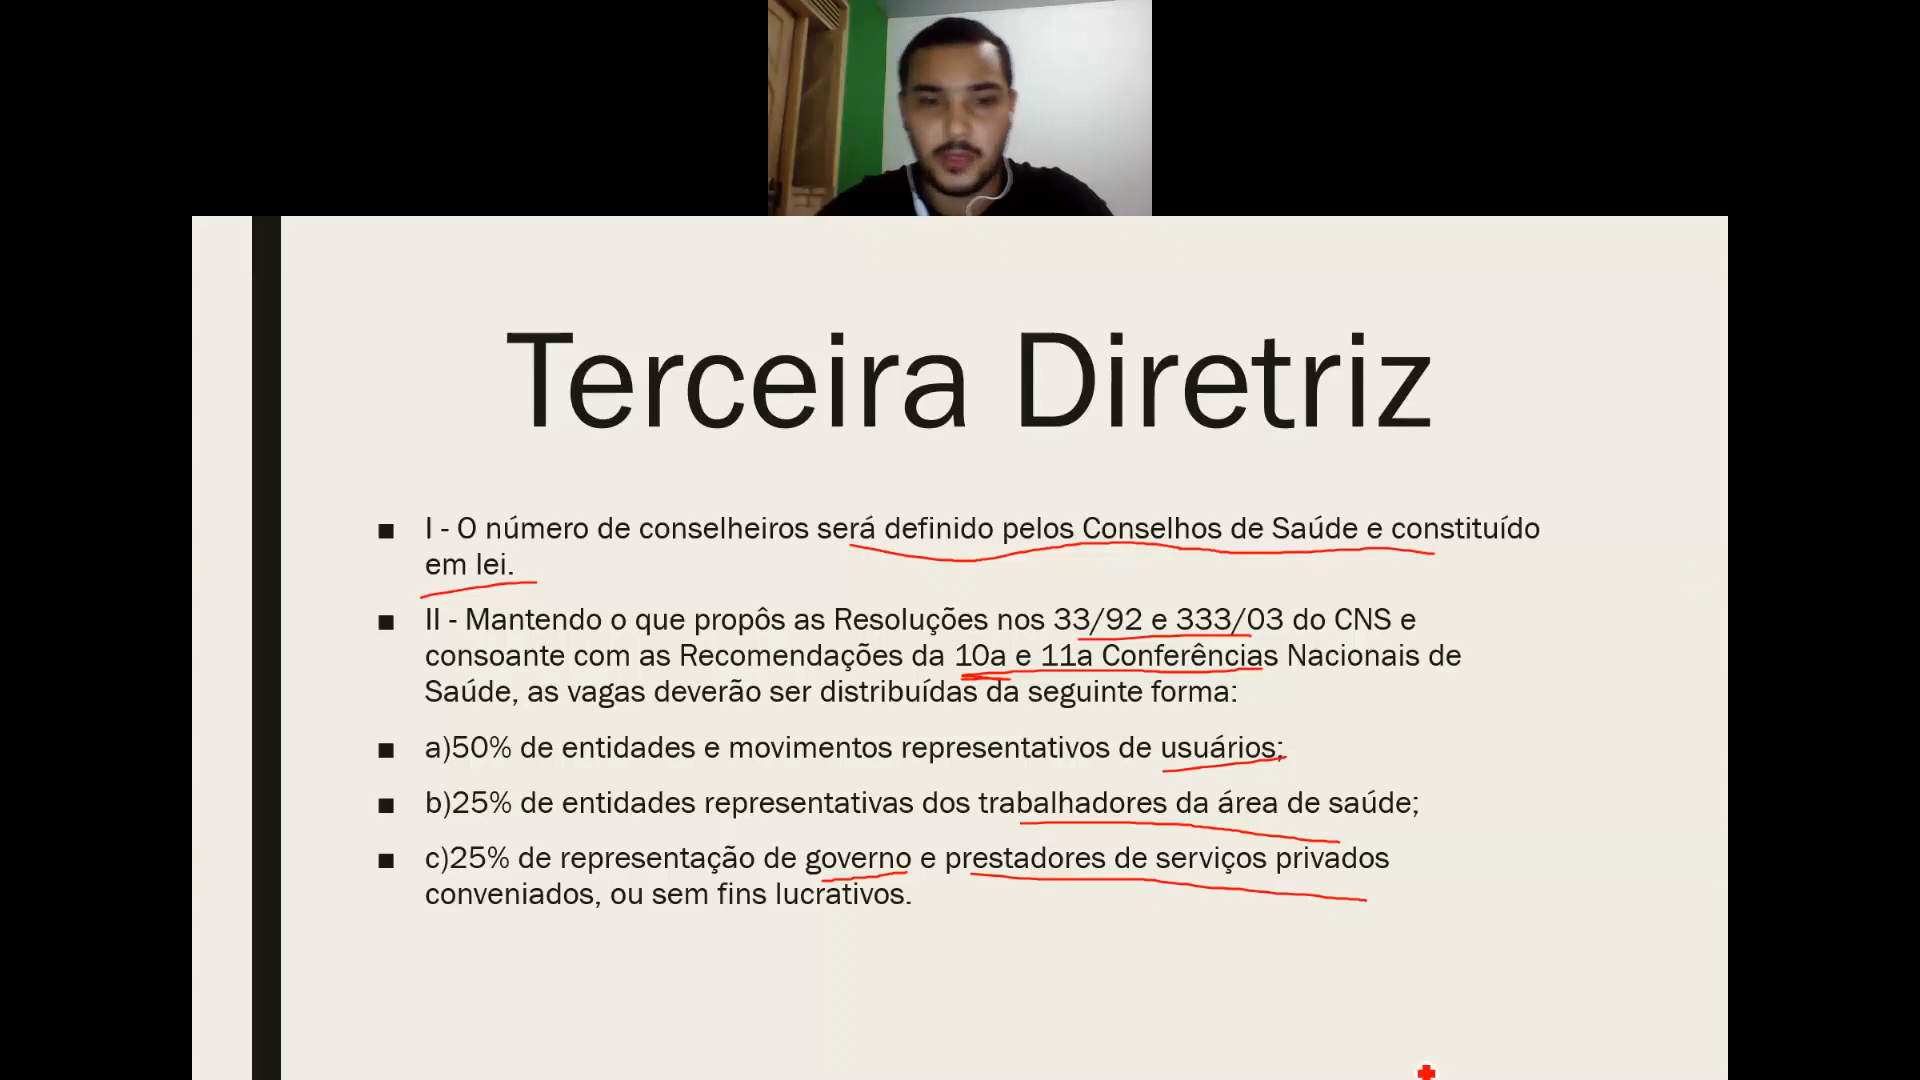 Terceira Diretriz
I - O número de conselheiros será definido pelos Conselhos de Saúde e constituído
em lei.
II - Mantendo o que propôs as Resoluções nos 33/92 e 333/03 do CNS e
consoante com as Recomendações da 10a e 11a Conferências Nacionais de
Saúde, as vagas deverão ser distribuídas da seguinte forma:
a)50% de entidades e movimentos representativos de usuários;
b)25% de entidades representativas dos trabalhadores da área de saúde;
c)25% de representação de governo e prestadores de serviços privados
conveniados, ou sem fins lucrativos.